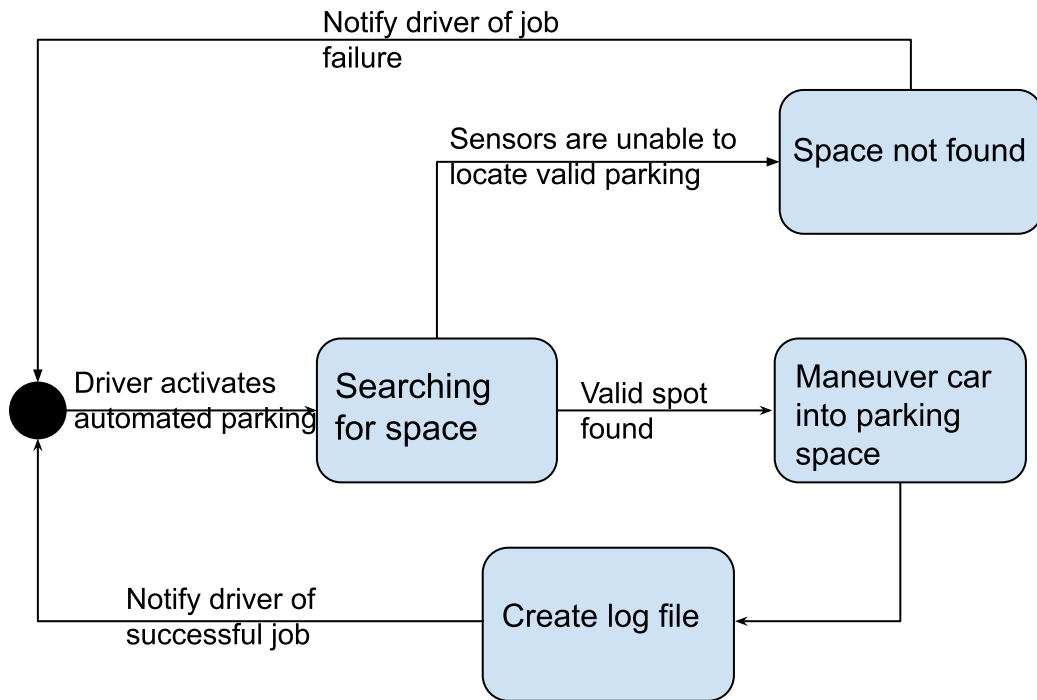 Notify driver of job
failure
Sensors are unable to
locate valid parking
Space not found
Driver activates
automated parking
Searching
for space
Valid spot
found
Maneuver car
into parking
space
Notify driver of
successful job
Create log file